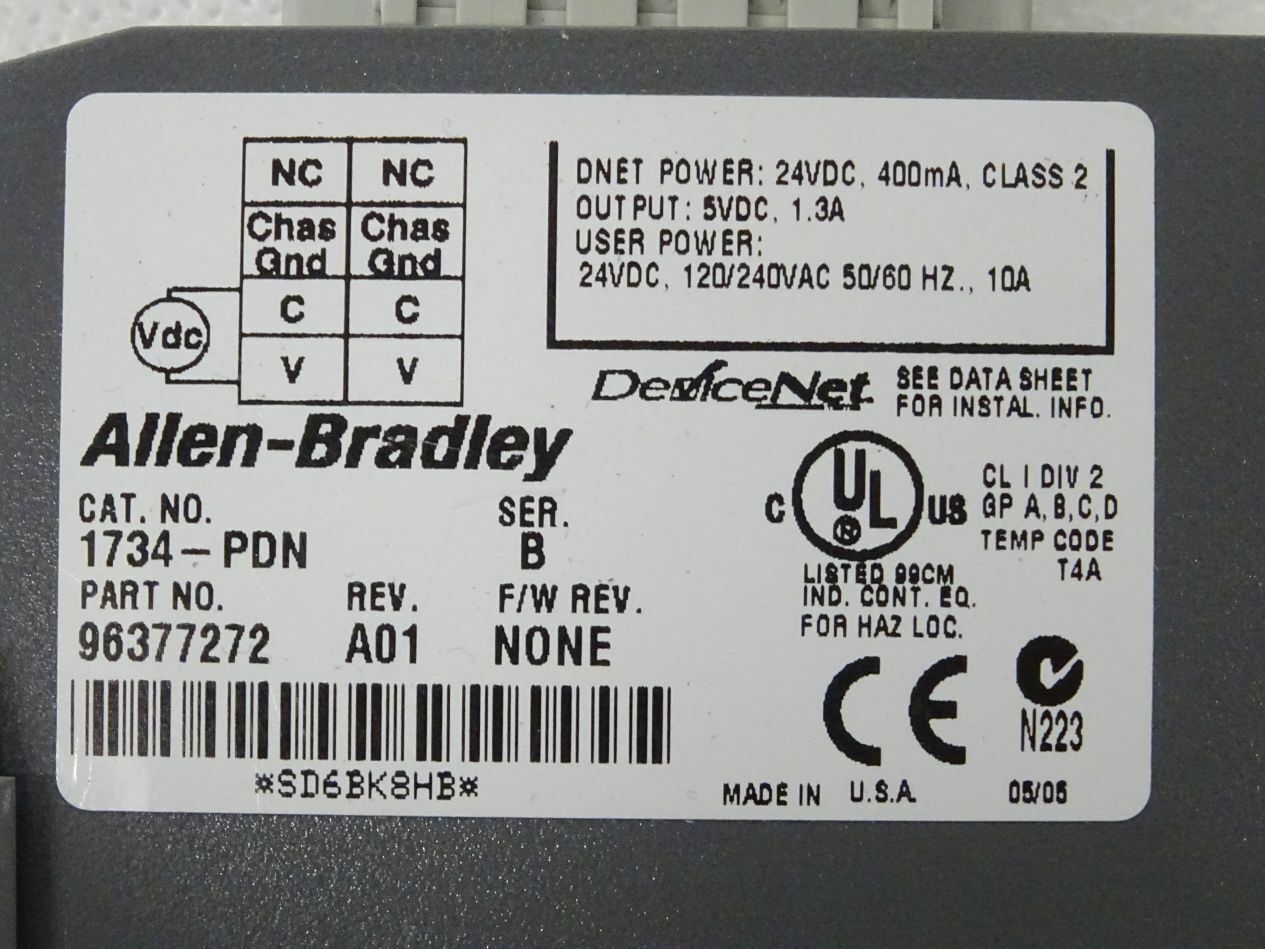 NC NC
Chas Chas
Gnd Gnd
C C
Vdc
V V
DNET POWER: 24VDC, 400mA, CLASS 2
OUTPUT: 5VDC, 1.3A
USER POWER:
24VDC, 120/240VAC 50/60 HZ., 10A
DeviceNet
SEE DATA SHEET
FOR INSTAL. INFO.
Allen-Bradley
CAT. NO. SER.
1734-PDN B
PART NO. REV. F/W REV.
96377272 A01 NONE
*SD6BK8HB*
C UL US
®
CL I DIV 2
GP A, B, C, D
TEMP CODE
T4A
LISTED 99CM
IND. CONT. EQ.
FOR HAZ LOC.
CE
N223
MADE IN U.S.A.